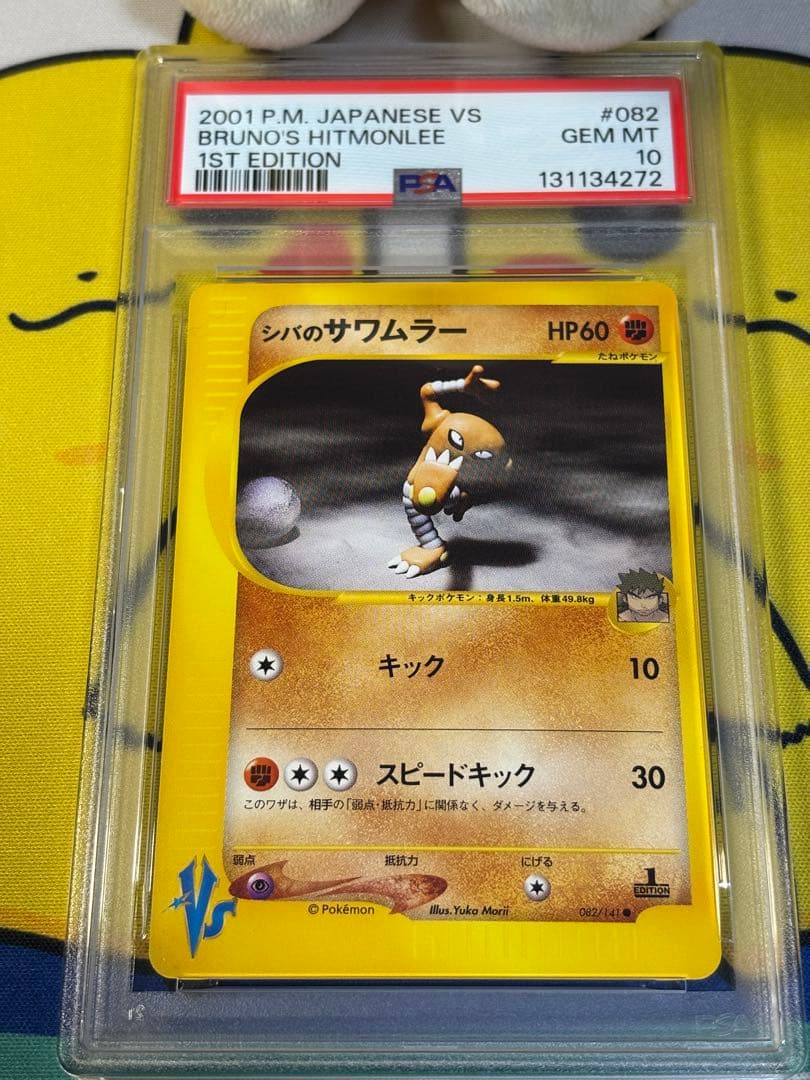 2001 P.M. JAPANESE VS #082
BRUNO'S HITMONLEE GEM MT
1ST EDITION 10
PSA 131134272
シバのサワムラー HP60
たねポケモン
キックポケモン：身長1.5m、体重49.8kg
キック 10
スピードキック 30
このワザは、相手の「弱点・抵抗力」に関係なく、ダメージを与える。
弱点 抵抗力 にげる
1
EDITION
VS
© Pokémon Illus.Yuka Morii 082/141●